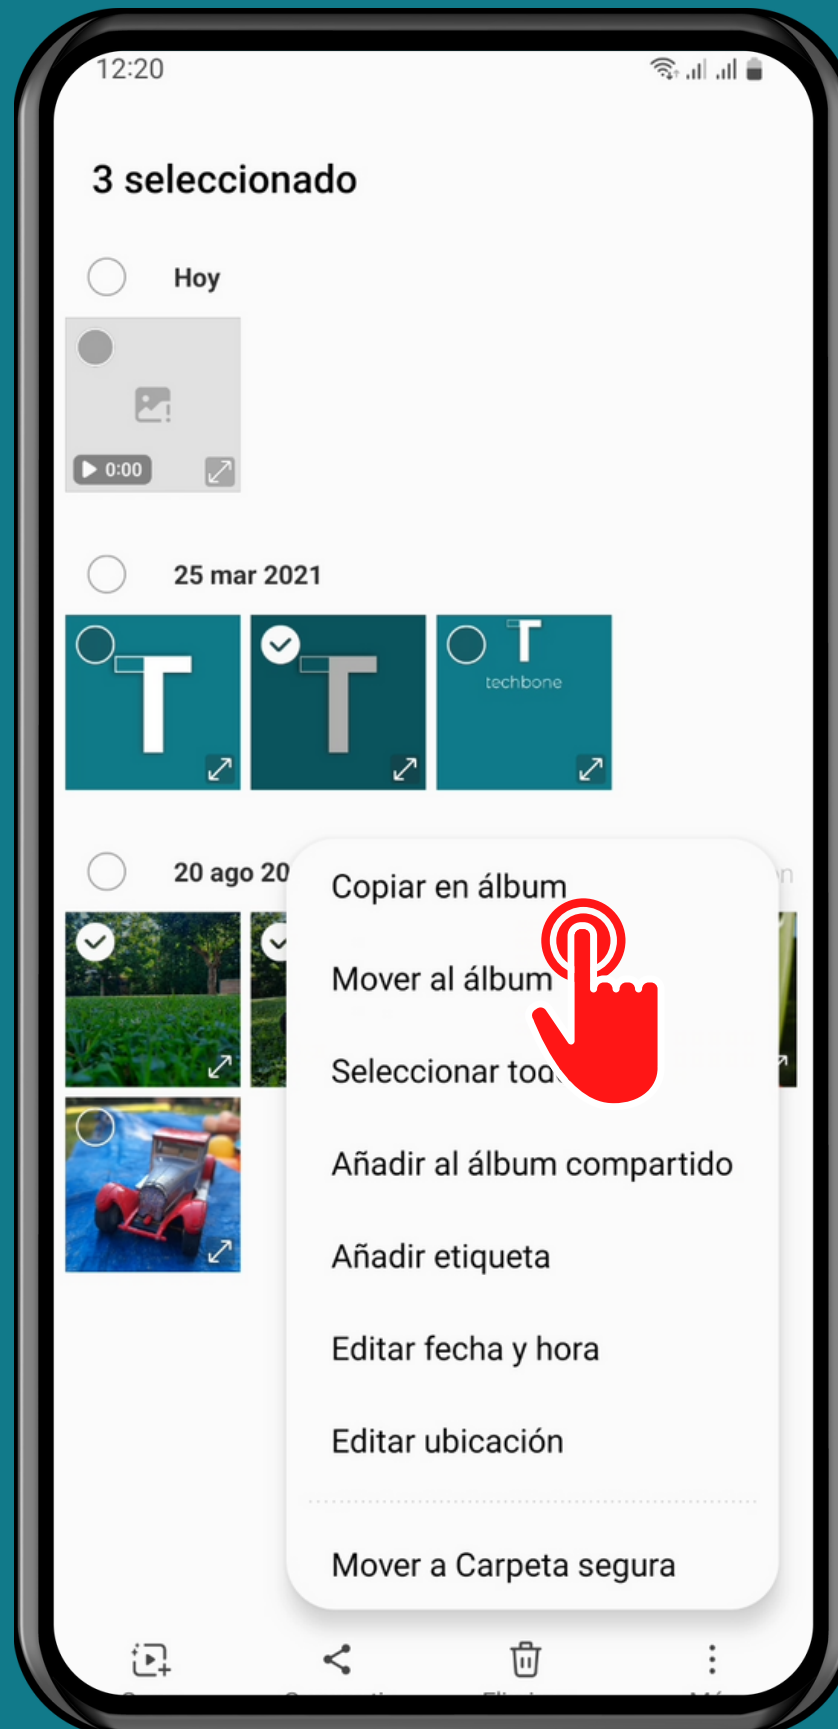 12:20
3 seleccionado
Hoy
0:00
25 mar 2021
T
T
T
techbone
20 ago 20
Copiar en álbum
Mover al álbum
Seleccionar
Añadir al álbum compartido
Añadir etiqueta
Editar fecha y hora
Editar ubicación
Mover a Carpeta segura